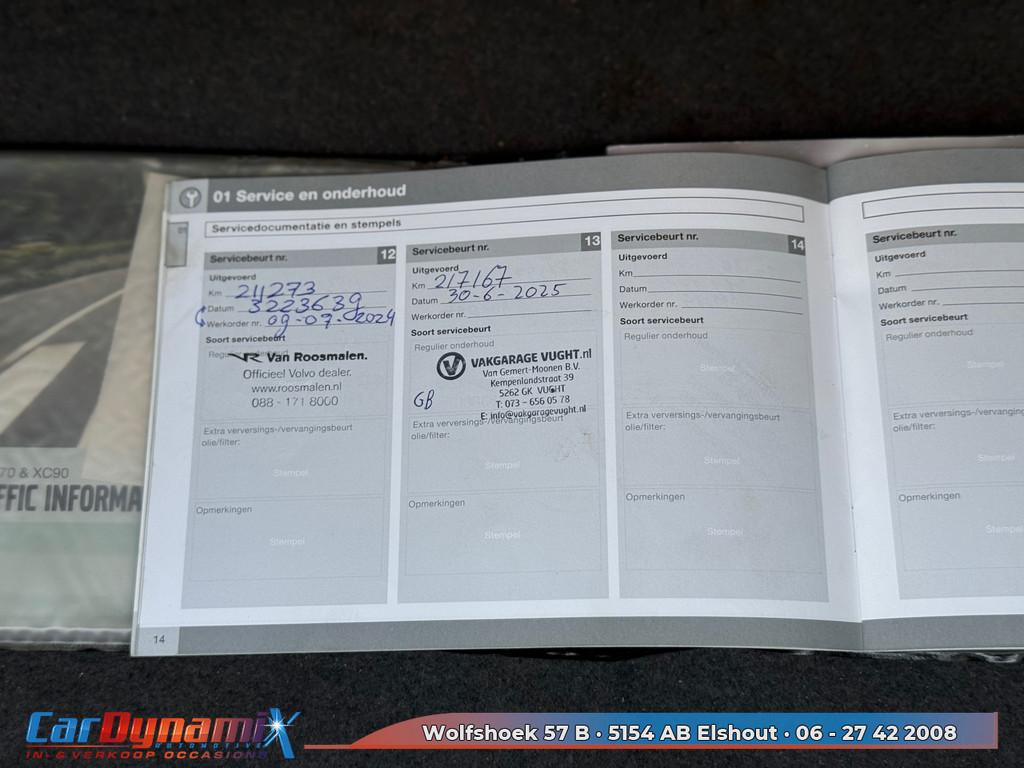 01 Service en onderhoud
Servicedocumentatie en stempels
Servicebeurt nr. 12
Uitgevoerd
Km 211273
Datum 3223639
Werkorder nr. 09-07-2024
Soort servicebeurt
Van Roosmalen.
Officieel Volvo dealer.
www.roosmalen.nl
088 - 171 8000
Extra verversings-/vervangingsbeurt
olie/filter:
Stempel
Opmerkingen
Stempel
Servicebeurt nr. 13
Uitgevoerd
Km 217167
Datum 30-6-2025
Werkorder nr.
Soort servicebeurt
Regulier onderhoud
VAKGARAGE VUGHT.nl
Van Gemert-Moonen B.V.
Kempenlandstraat 39
5262 GK VUGHT
T: 073 - 656 05 78
E: info@vakgaragevught.nl
GB
Extra verversings-/vervangingsbeurt
olie/filter:
Stempel
Opmerkingen
Stempel
Servicebeurt nr. 14
Uitgevoerd
Km
Datum
Werkorder nr.
Soort servicebeurt
Regulier onderhoud
Stempel
Extra verversings-/vervangingsbeurt
olie/filter:
Stempel
Opmerkingen
Stempel
Servicebeurt nr.
Uitgevoerd
Km
Datum
Werkorder nr.
Soort servicebeurt
Regulier onderhoud
Stempel
Extra verversings-/vervanging
olie/filter:
Stempel
Opmerkingen
Stempel
14
01
70 & XC90
FFIC INFORMA
CarDynamiX
AUTOMOTIVE
IN- & VERKOOP OCCASIONS
Wolfshoek 57 B • 5154 AB Elshout • 06 - 27 42 2008